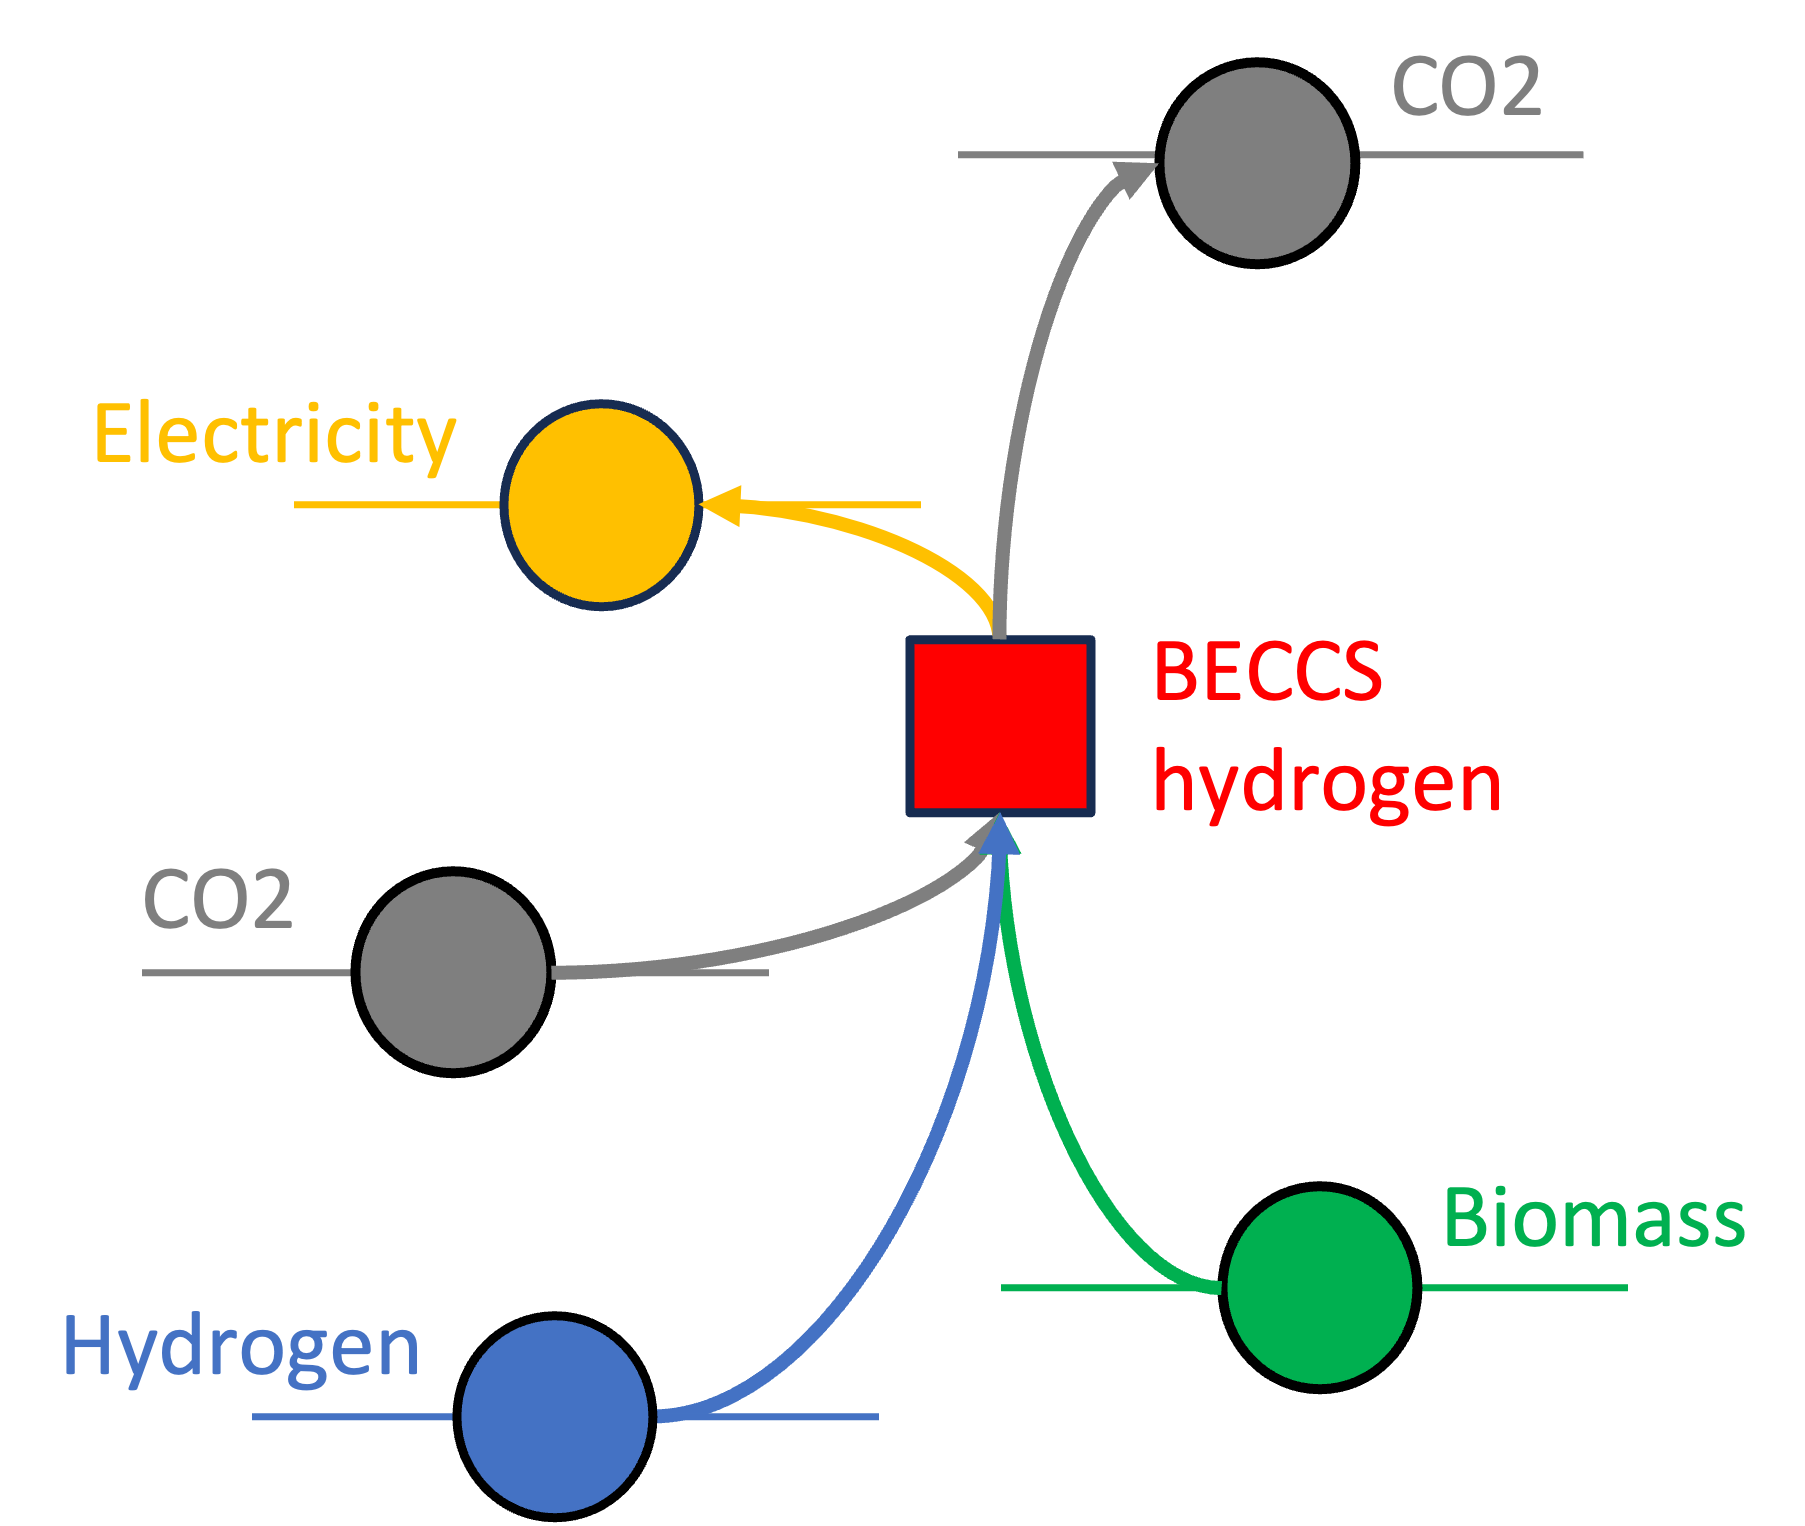 CO2
Electricity
BECCS
hydrogen
CO2
Biomass
Hydrogen